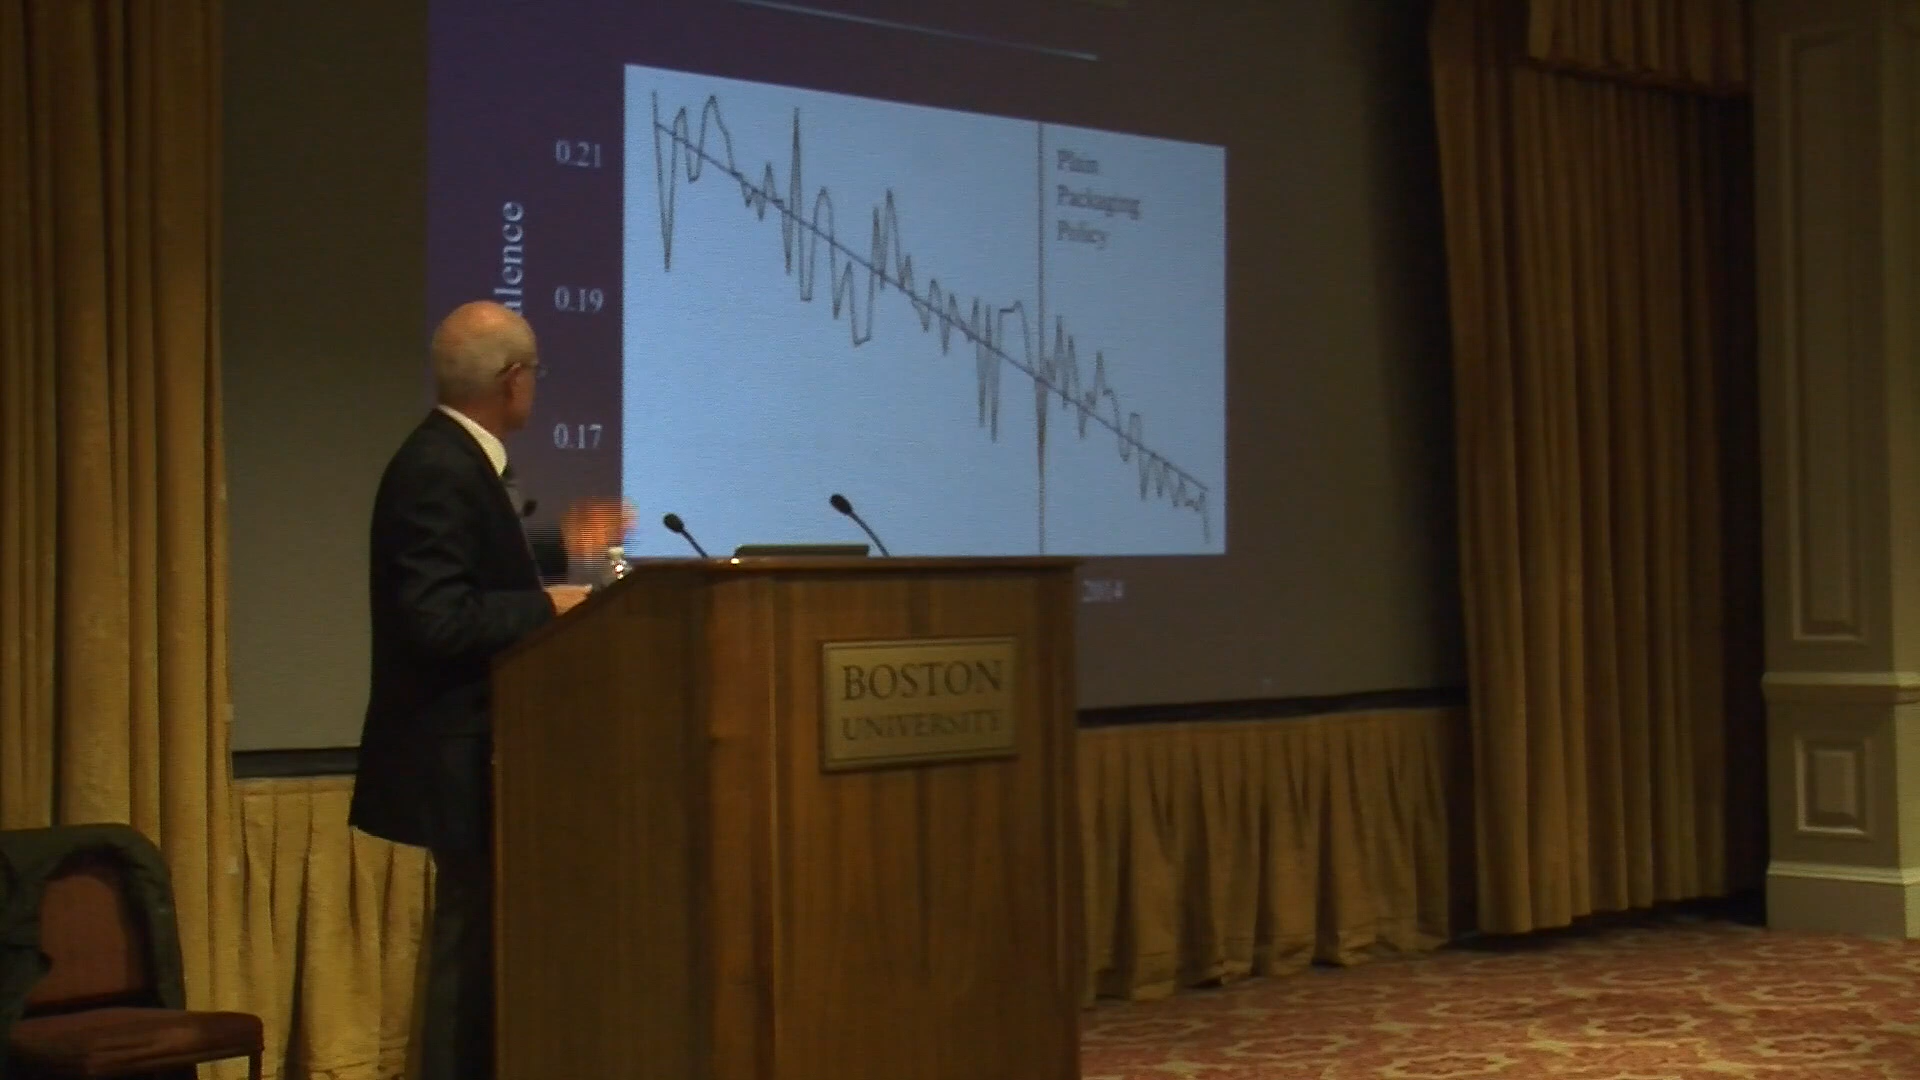 0.21
0.19
0.17
alence
Plain
Packaging
Policy
2014
BOSTON
UNIVERSITY